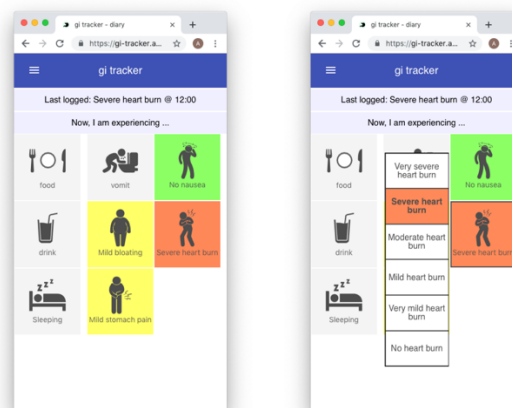 gi tracker - diary
https://gi-tracker.a...
A
gi tracker
Last logged: Severe heart burn @ 12:00
Now, I am experiencing ...
food
vomit
No nausea
drink
Mild bloating
Severe heart burn
zzz
Sleeping
Mild stomach pain
gi tracker - diary
https://gi-tracker.a...
A
gi tracker
Last logged: Severe heart burn @ 12:00
Now, I am experiencing ...
food
No nausea
drink
Severe heart burn
zzz
Sleeping
Very severe
heart burn
Severe heart
burn
Moderate heart
burn
Mild heart burn
Very mild heart
burn
No heart burn